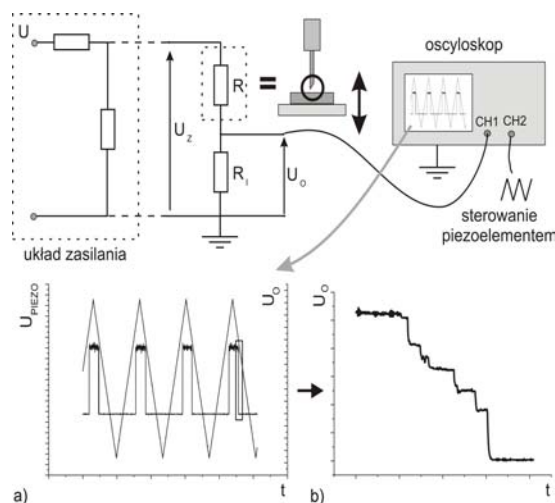 U
oscyloskop
R
=
CH1 CH2
U_Z
R_I
U_O
sterowanie
piezoelementem
układ zasilania
U_PIEZO
U_O
U_O
a)
t
b)
t